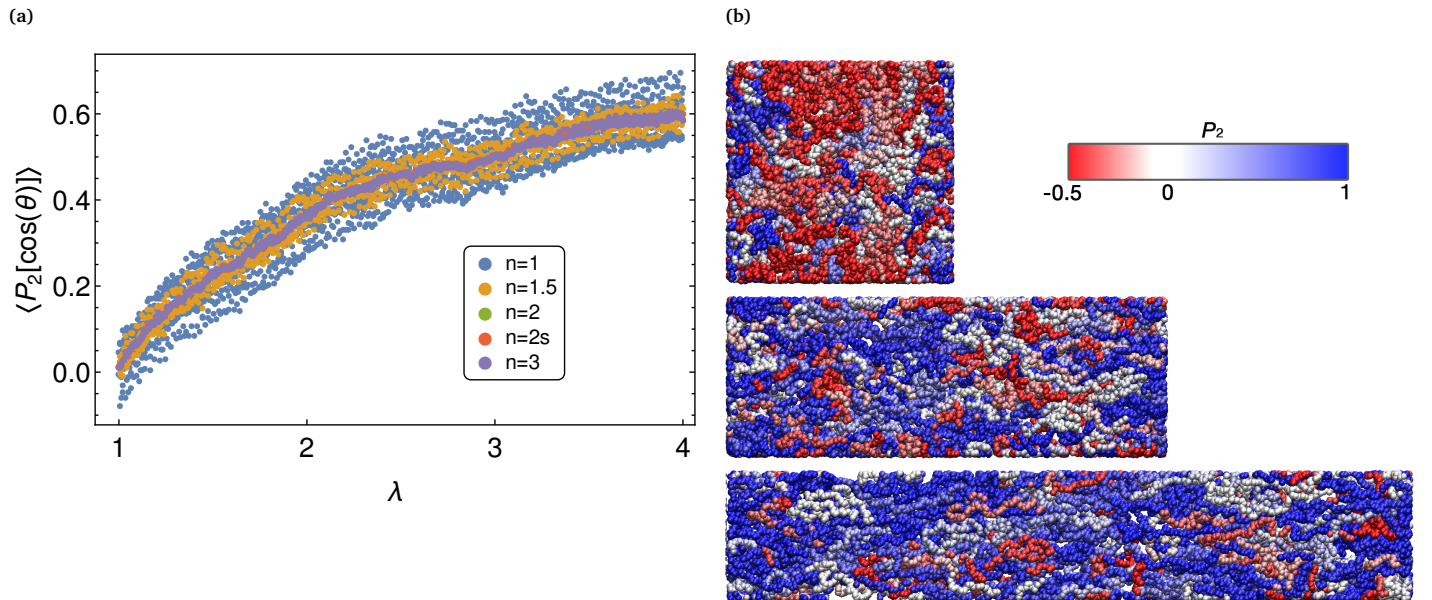 (a)
(b)
⟨P₂[cos(θ)]⟩
0.6
0.4
0.2
0.0
1
2
3
4
λ
n=1
n=1.5
n=2
n=2s
n=3
P₂
-0.5
0
1